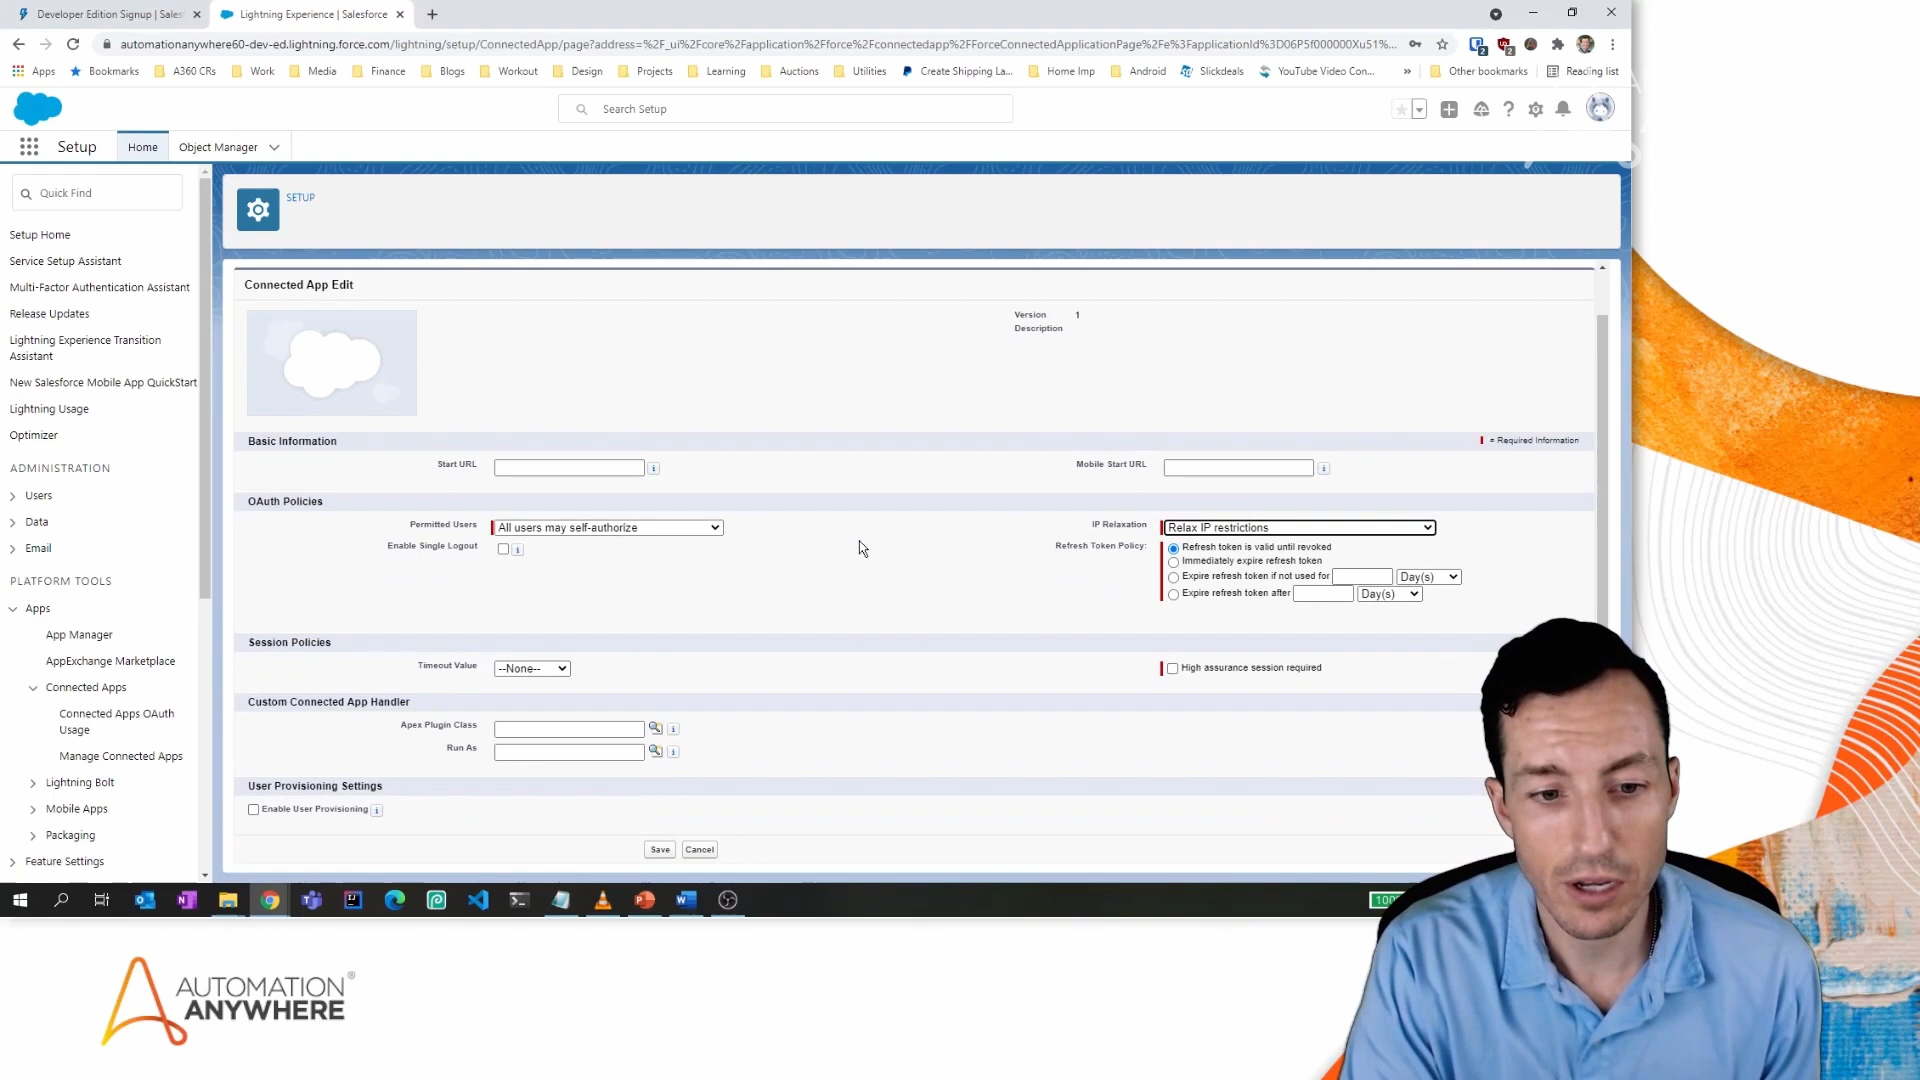 Developer Edition Signup | Sales
Lightning Experience | Salesforce
automationanywhere60-dev-ed.lightning.force.com/lightning/setup/ConnectedApp/page?address=%2F_ui%2Fcore%2Fapplication%2Fforce%2Fconnectedapp%2FForceConnectedApplicationPage%2Fe%3FapplicationId%3D06P5f000000Xu51%...
Apps
Bookmarks
A360 CRs
Work
Media
Finance
Blogs
Workout
Design
Projects
Learning
Auctions
Utilities
Create Shipping La...
Home Imp
Android
Slickdeals
YouTube Video Con...
»
Other bookmarks
Reading list
Search Setup
Setup
Home
Object Manager
Quick Find
SETUP
Setup Home
Service Setup Assistant
Multi-Factor Authentication Assistant
Release Updates
Lightning Experience Transition
Assistant
New Salesforce Mobile App QuickStart
Lightning Usage
Optimizer
ADMINISTRATION
Users
Data
Email
PLATFORM TOOLS
Apps
App Manager
AppExchange Marketplace
Connected Apps
Connected Apps OAuth
Usage
Manage Connected Apps
Lightning Bolt
Mobile Apps
Packaging
Feature Settings
Connected App Edit
Version 1
Description
Basic Information
= Required Information
Start URL
Mobile Start URL
OAuth Policies
Permitted Users All users may self-authorize
IP Relaxation Relax IP restrictions
Enable Single Logout
Refresh Token Policy: Refresh token is valid until revoked
Immediately expire refresh token
Expire refresh token if not used for Day(s)
Expire refresh token after Day(s)
Session Policies
Timeout Value --None--
High assurance session required
Custom Connected App Handler
Apex Plugin Class
Run As
User Provisioning Settings
Enable User Provisioning
Save Cancel
AUTOMATION
ANYWHERE®